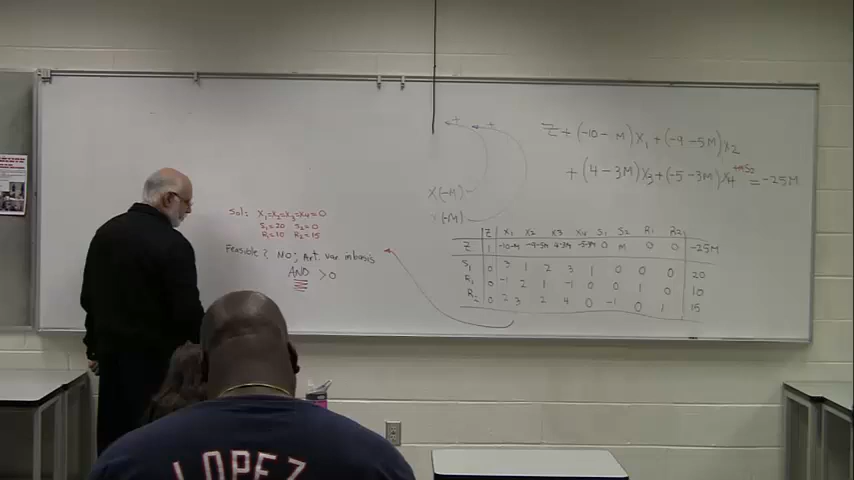 Sol: X1=X2=X3=X4=0
S1=20 S2=0
R1=10 R2=15
Feasible? NO; Art. var in basis
AND >0
X(-M)
X(-M)
Z + (-10 - M)X1 + (-9 - 5M)X2
+ (4 - 3M)X3 + (-5 - 3M)X4 +MS2 = -25M
Z X1 X2 X3 X4 S1 S2 R1 R2
Z 1 -10-M -9-5M 4-3M -5-3M 0 M 0 0 -25M
S1 0 3 1 2 3 1 0 0 0 20
R1 0 -1 2 1 -1 0 0 1 0 10
R2 0 2 3 2 4 0 -1 0 1 15
LOPEZ